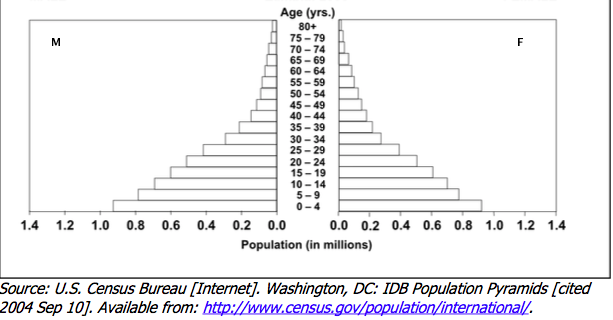 Age (yrs.)
80+
M
75 – 79
F
70 – 74
65 – 69
60 – 64
55 – 59
50 – 54
45 – 49
40 – 44
35 – 39
30 – 34
25 – 29
20 – 24
15 – 19
10 – 14
5 – 9
0 – 4
1.4 1.2 1.0 0.8 0.6 0.4 0.2 0.0 0.0 0.2 0.4 0.6 0.8 1.0 1.2 1.4
Population (in millions)
Source: U.S. Census Bureau [Internet]. Washington, DC: IDB Population Pyramids [cited
2004 Sep 10]. Available from: http://www.census.gov/population/international/.